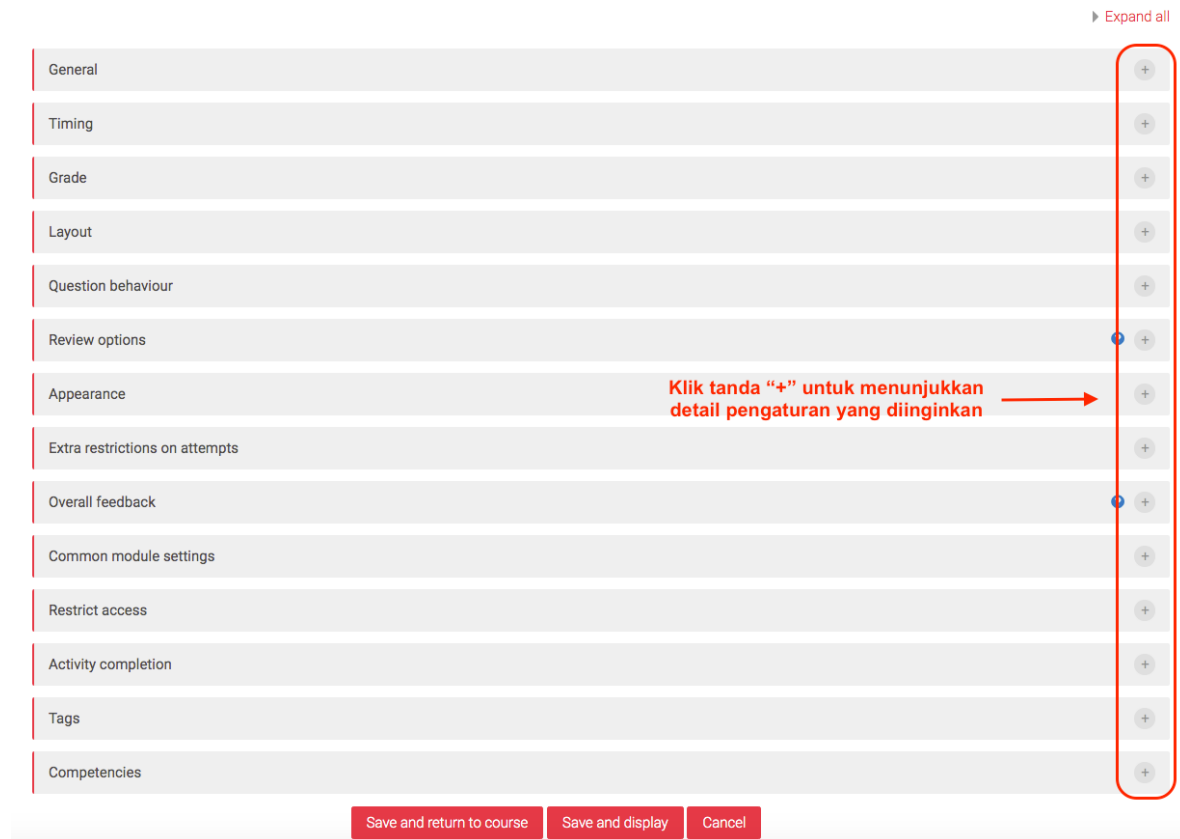 Expand all
General
Timing
Grade
Layout
Question behaviour
Review options
Appearance
Klik tanda “+” untuk menunjukkan
detail pengaturan yang diinginkan
Extra restrictions on attempts
Overall feedback
Common module settings
Restrict access
Activity completion
Tags
Competencies
Save and return to course Save and display Cancel